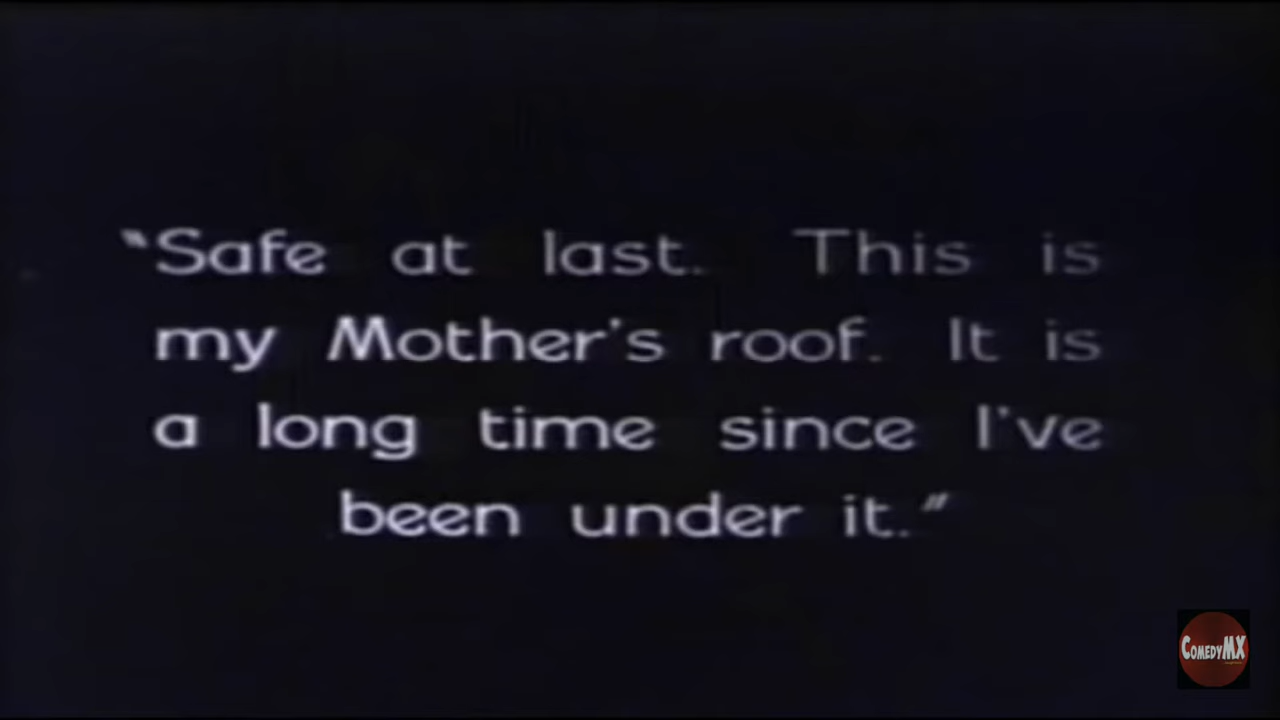 "Safe at last. This is
my Mother's roof. It is
a long time since I've
been under it."
COMEDYMX